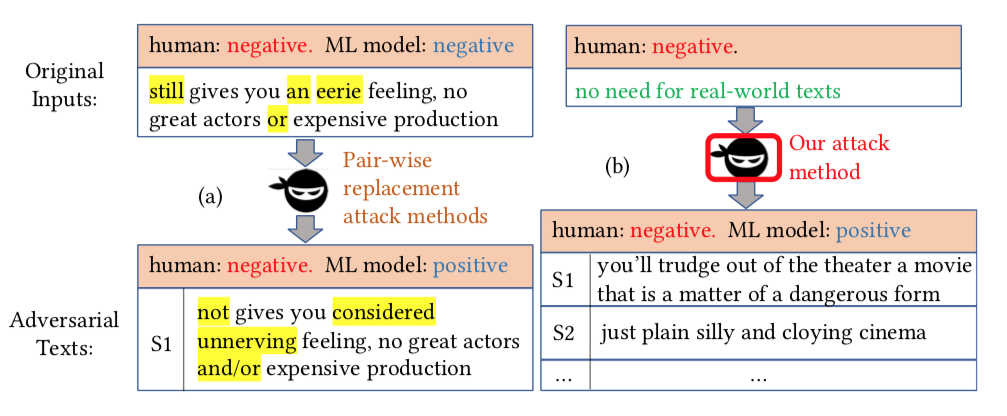 Original
Inputs:
human: negative. ML model: negative
still gives you an eerie feeling, no
great actors or expensive production
(a)
Pair-wise
replacement
attack methods
Adversarial
Texts:
human: negative. ML model: positive
S1
not gives you considered
unnerving feeling, no great actors
and/or expensive production
human: negative.
no need for real-world texts
(b)
Our attack
method
human: negative. ML model: positive
S1
you'll trudge out of the theater a movie
that is a matter of a dangerous form
S2
just plain silly and cloying cinema
...
...